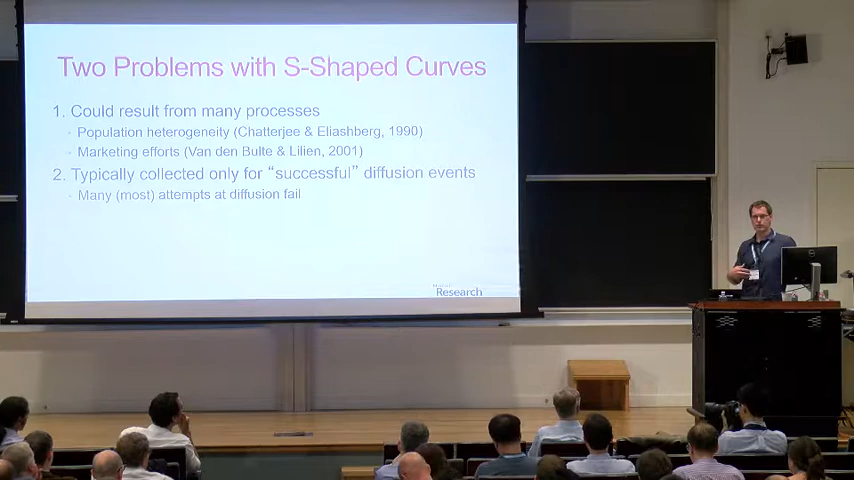 Two Problems with S-Shaped Curves
1. Could result from many processes
- Population heterogeneity (Chatterjee & Eliashberg, 1990)
- Marketing efforts (Van den Bulte & Lilien, 2001)
2. Typically collected only for “successful” diffusion events
- Many (most) attempts at diffusion fail
Research